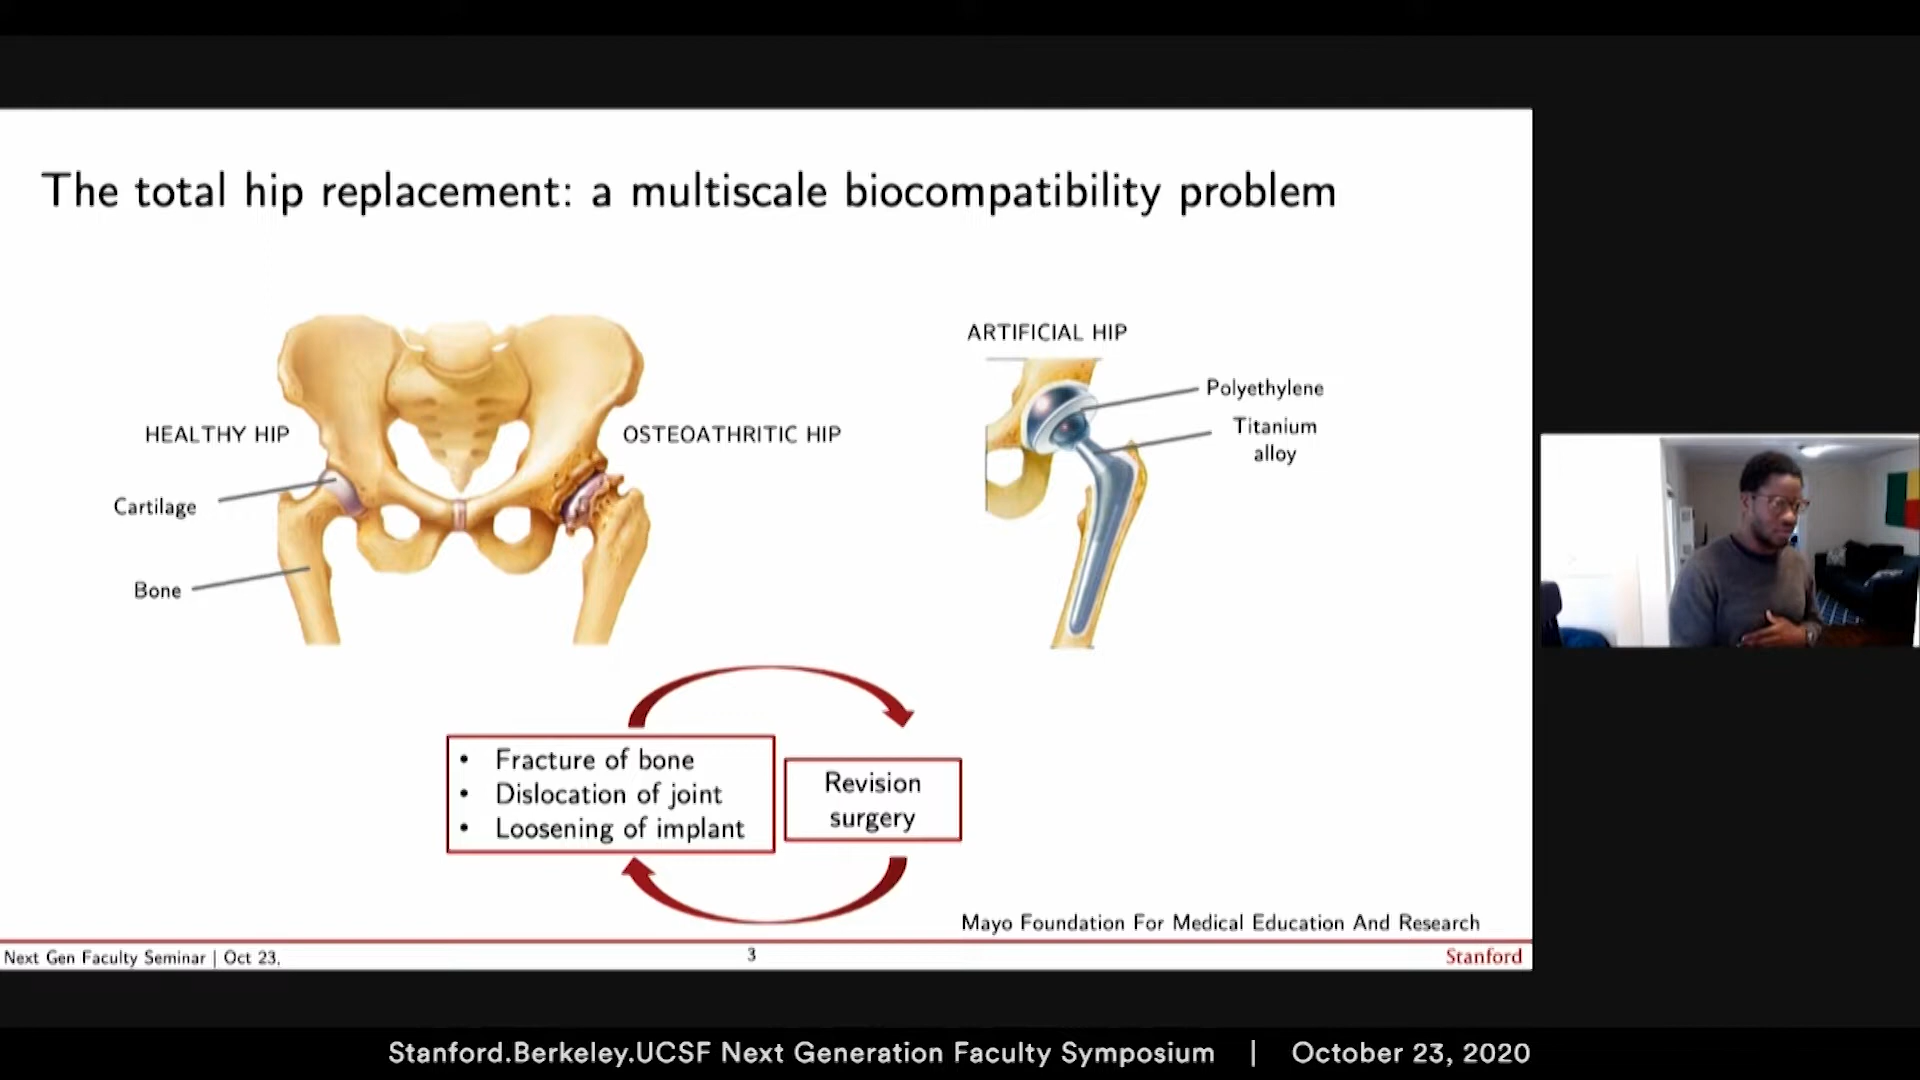 The total hip replacement: a multiscale biocompatibility problem
HEALTHY HIP
OSTEOATHRITIC HIP
Cartilage
Bone
ARTIFICIAL HIP
Polyethylene
Titanium
alloy
• Fracture of bone
• Dislocation of joint
• Loosening of implant
Revision
surgery
Mayo Foundation For Medical Education And Research
Next Gen Faculty Seminar | Oct 23,
3
Stanford
Stanford.Berkeley.UCSF Next Generation Faculty Symposium | October 23, 2020